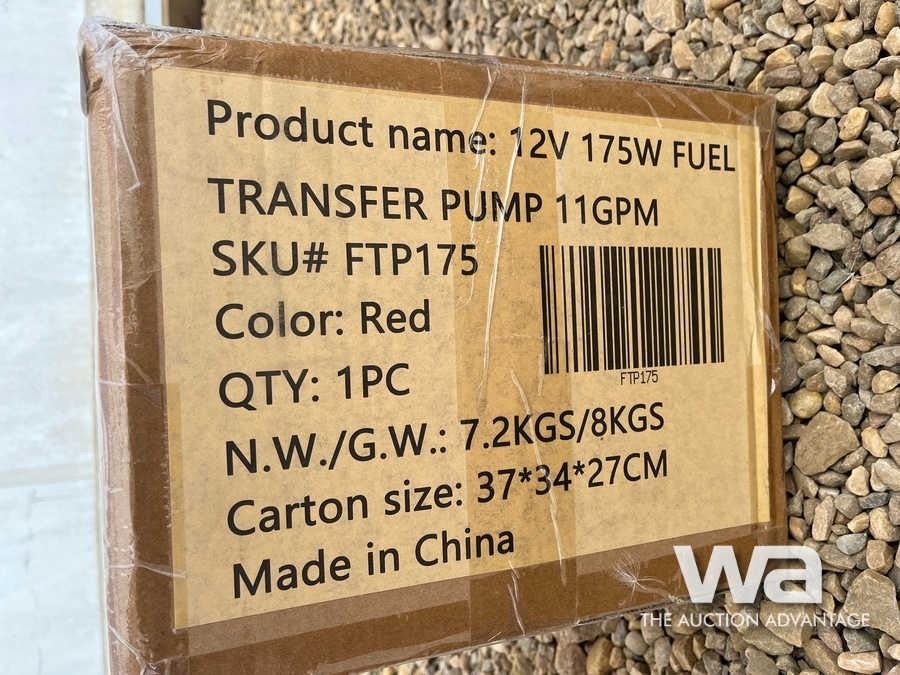 Product name: 12V 175W FUEL
TRANSFER PUMP 11GPM
SKU# FTP175
Color: Red
FTP175
QTY: 1PC
N.W./G.W.: 7.2KGS/8KGS
Carton size: 37*34*27CM
Made in China
wa
THE AUCTION ADVANTAGE